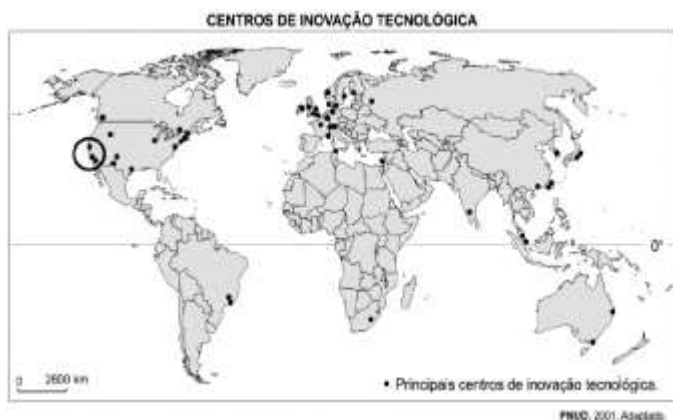 CENTROS DE INOVAÇÃO TECNOLÓGICA
0°
0 2600 km
• Principais centros de inovação tecnológica.
PNUD, 2001. Adaptado.